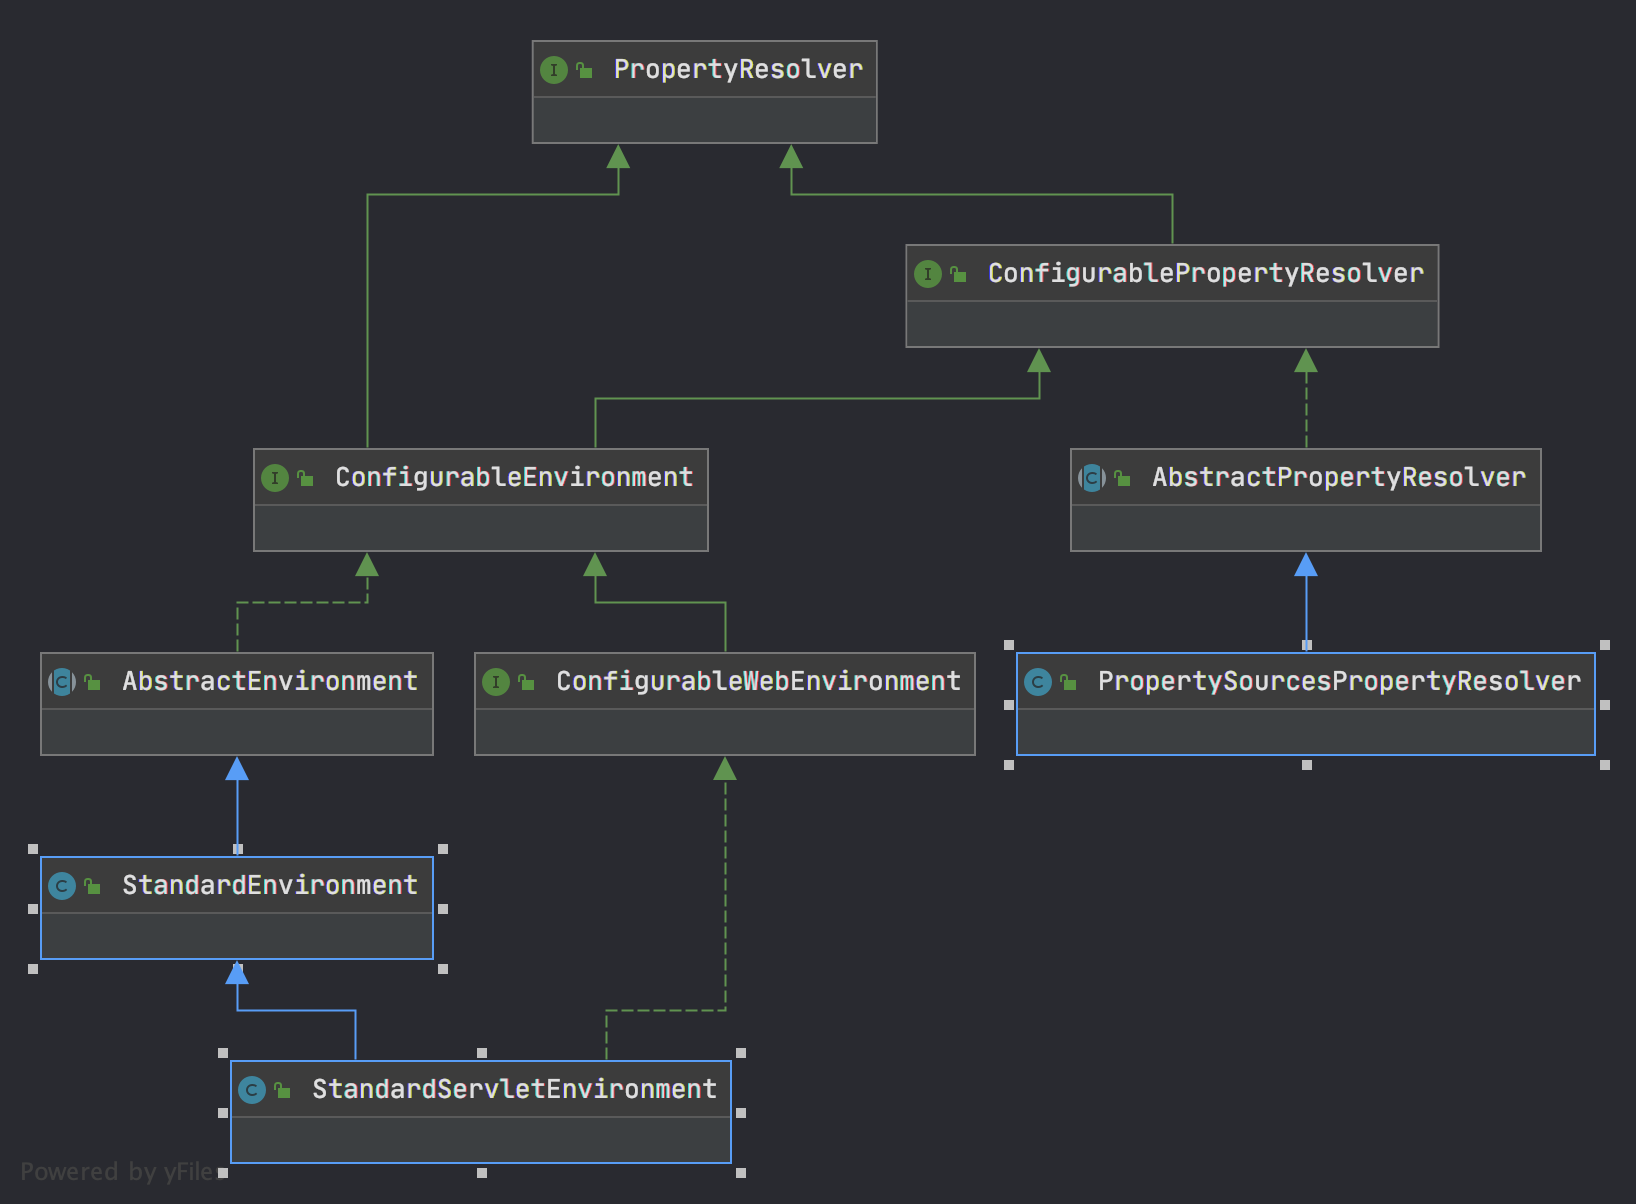 PropertyResolver
ConfigurablePropertyResolver
ConfigurableEnvironment
AbstractPropertyResolver
AbstractEnvironment
ConfigurableWebEnvironment
PropertySourcesPropertyResolver
StandardEnvironment
StandardServletEnvironment
Powered by yFiles